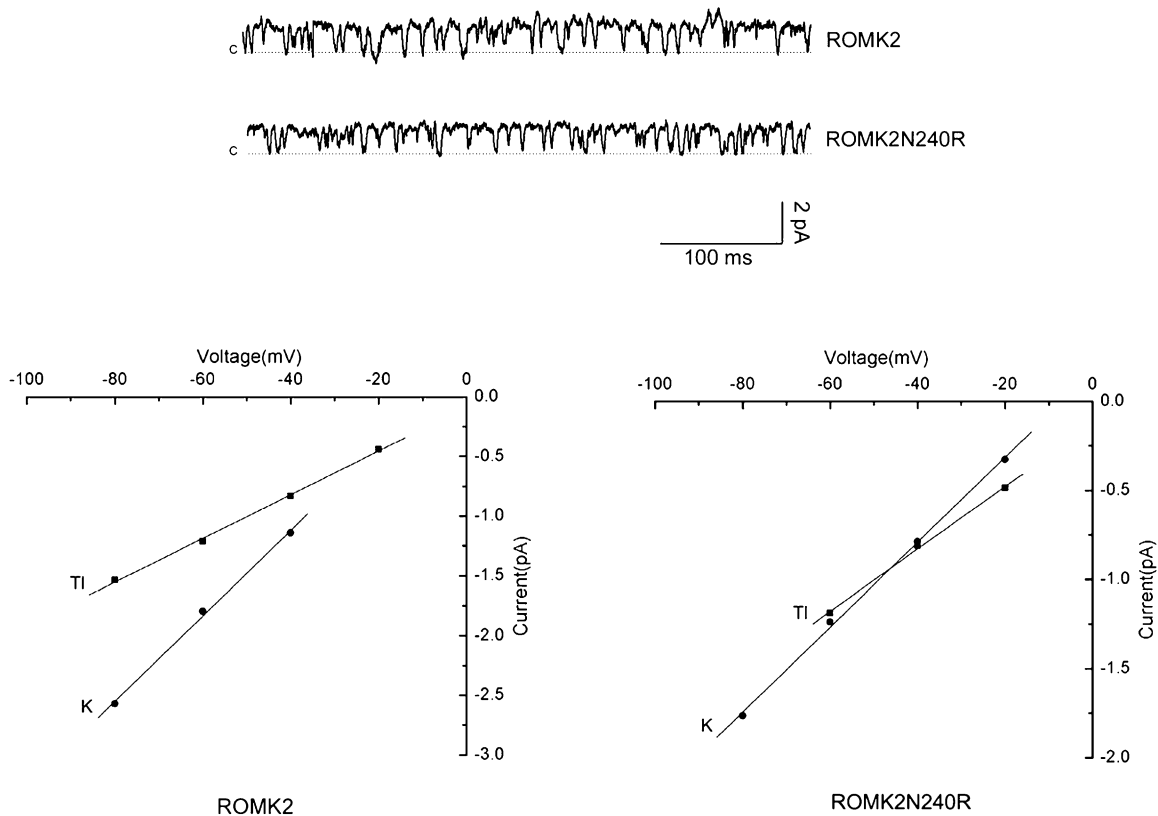 C
ROMK2
C
ROMK2N240R
2 pA
100 ms
Voltage(mV)
-100 -80 -60 -40 -20 0
0.0
-0.5
-1.0
-1.5
-2.0
-2.5
-3.0
Current(pA)
Tl
K
ROMK2
Voltage(mV)
-100 -80 -60 -40 -20 0
0.0
-0.5
-1.0
-1.5
-2.0
Current(pA)
Tl
K
ROMK2N240R